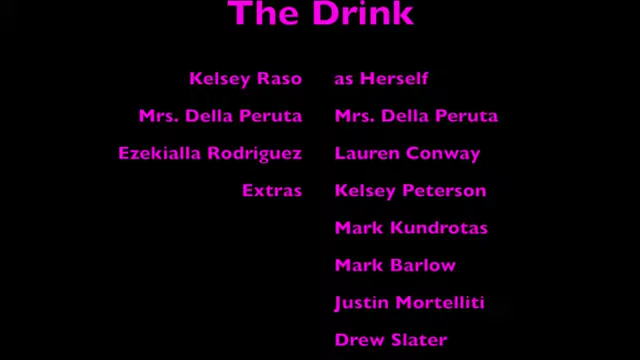 The Drink
Kelsey Raso as Herself
Mrs. Della Peruta Mrs. Della Peruta
Ezekialla Rodriguez Lauren Conway
Extras Kelsey Peterson
Mark Kundrotas
Mark Barlow
Justin Mortelliti
Drew Slater